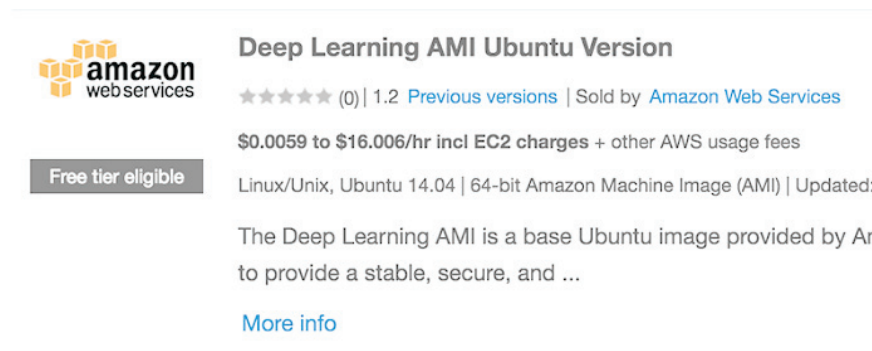 amazon
webservices
Free tier eligible
Deep Learning AMI Ubuntu Version
(0) | 1.2 Previous versions | Sold by Amazon Web Services
$0.0059 to $16.006/hr incl EC2 charges + other AWS usage fees
Linux/Unix, Ubuntu 14.04 | 64-bit Amazon Machine Image (AMI) | Updated:
The Deep Learning AMI is a base Ubuntu image provided by
to provide a stable, secure, and ...
More info